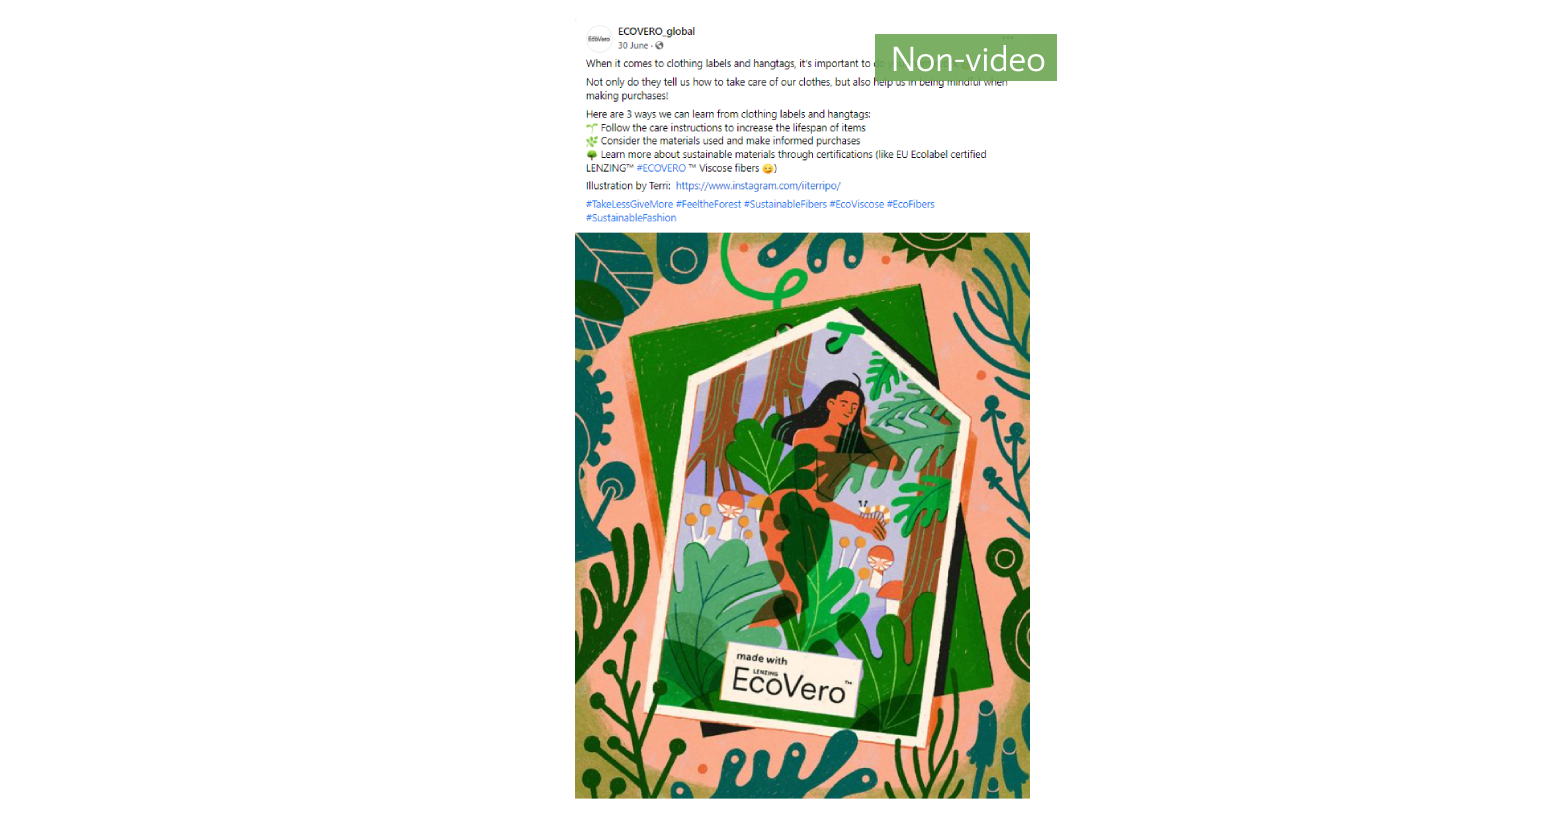 EcoVero
ECOVERO_global
30 June ·
Non-video
When it comes to clothing labels and hangtags, it's important to
Not only do they tell us how to take care of our clothes, but also help us in being mindful when
making purchases!
Here are 3 ways we can learn from clothing labels and hangtags:
🌱 Follow the care instructions to increase the lifespan of items
🌿 Consider the materials used and make informed purchases
🌳 Learn more about sustainable materials through certifications (like EU Ecolabel certified
LENZING™ #ECOVERO ™ Viscose fibers 😊)
Illustration by Terri: https://www.instagram.com/iiterripo/
#TakeLessGiveMore #FeeltheForest #SustainableFibers #EcoViscose #EcoFibers
#SustainableFashion
made with
LENZING
EcoVero™